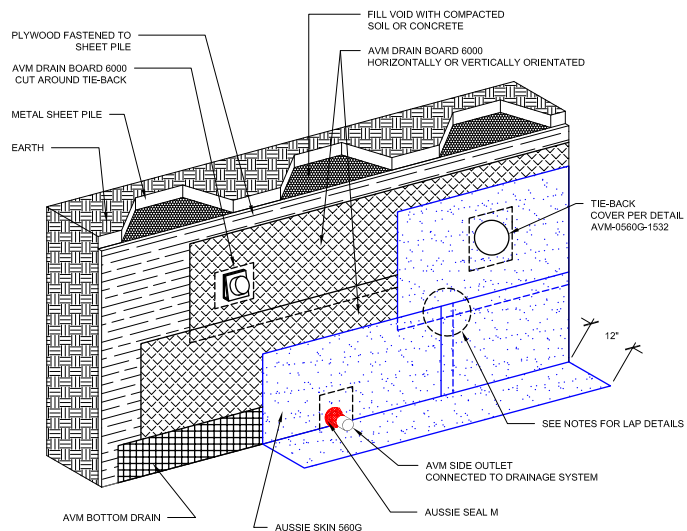 FILL VOID WITH COMPACTED
SOIL OR CONCRETE
PLYWOOD FASTENED TO
SHEET PILE
AVM DRAIN BOARD 6000
HORIZONTALLY OR VERTICALLY ORIENTATED
AVM DRAIN BOARD 6000
CUT AROUND TIE-BACK
METAL SHEET PILE
EARTH
TIE-BACK
COVER PER DETAIL
AVM-0560G-1532
12"
SEE NOTES FOR LAP DETAILS
AVM SIDE OUTLET
CONNECTED TO DRAINAGE SYSTEM
AUSSIE SEAL M
AVM BOTTOM DRAIN
AUSSIE SKIN 560G